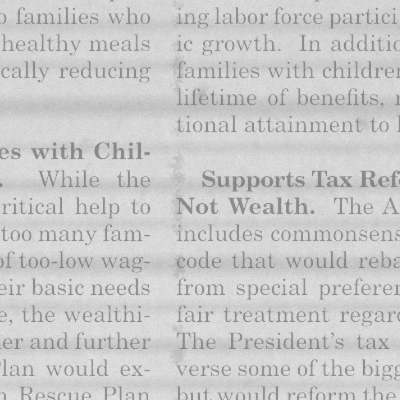 o families who
healthy meals
cally reducing
es with Chil-
. While the
ritical help to
too many fam-
of too-low wag-
eir basic needs
e, the wealthi-
er and further
Plan would ex-
n Rescue Plan
ing labor force partici
ic growth. In additio
families with children
lifetime of benefits,
tional attainment to
Supports Tax Ref
Not Wealth. The A
includes commonsens
code that would reba
from special preferen
fair treatment regar
The President's tax
verse some of the bigg
but would reform the